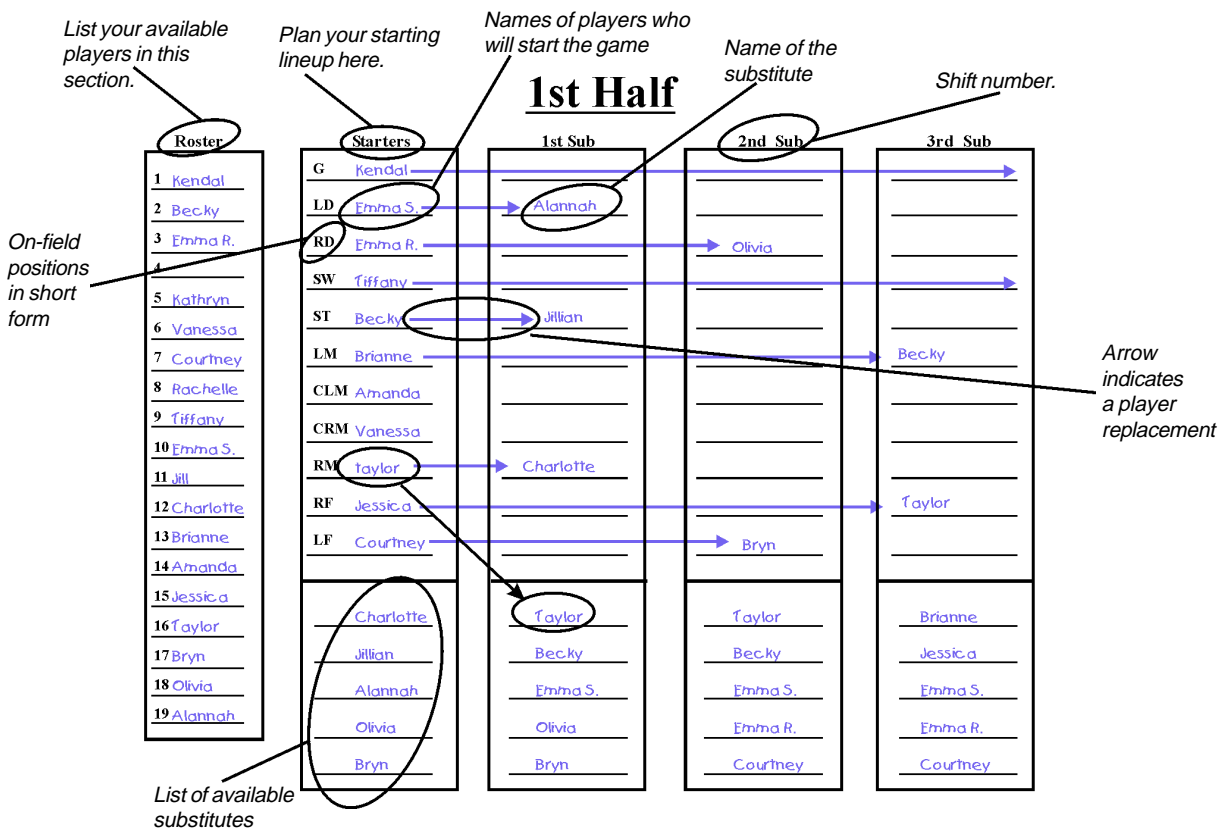 List your available
players in this
section.
Plan your starting
lineup here.
Names of players who
will start the game
Name of the
substitute
Shift number.
1st Half
Roster
1 Kendal
2 Becky
3 Emma R.
4
5 Kathryn
6 Vanessa
7 Courtney
8 Rachelle
9 Tiffany
10 Emma S.
11 Jill
12 Charlotte
13 Brianne
14 Amanda
15 Jessica
16 Taylor
17 Bryn
18 Olivia
19 Alannah
On-field
positions
in short
form
Starters 1st Sub 2nd Sub 3rd Sub
G Kendal
LD Emma S. Alannah
RD Emma R. Olivia
SW Tiffany
ST Becky Jillian
LM Brianne Becky
CLM Amanda
CRM Vanessa
RM taylor Charlotte
RF Jessica Taylor
LF Courtney Bryn
Charlotte Taylor Taylor Brianne
Jillian Becky Becky Jessica
Alannah Emma S. Emma S. Emma S.
Olivia Olivia Emma R. Emma R.
Bryn Bryn Courtney Courtney
Arrow
indicates
a player
replacement
List of available
substitutes